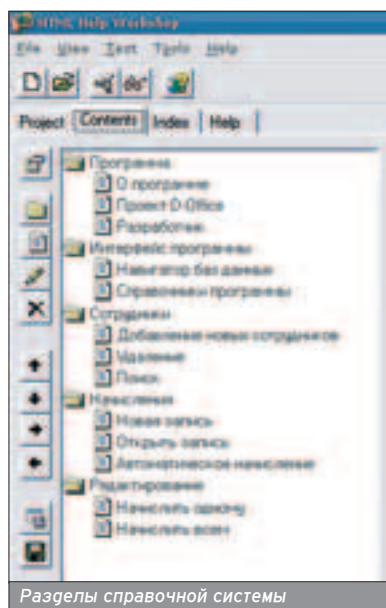 HTML Help Workshop
File View Test Tools Help
Project Contents Index Help
Программа
О программе
Проект D-Office
Разработчик
Интерфейс программы
Навигатор баз данных
Справочники программы
Сотрудники
Добавление новых сотрудников
Удаление
Поиск
Начисления
Новая запись
Открыть запись
Автоматическое начисление
Редактирование
Начислить одному
Начислить всем
Разделы справочной системы